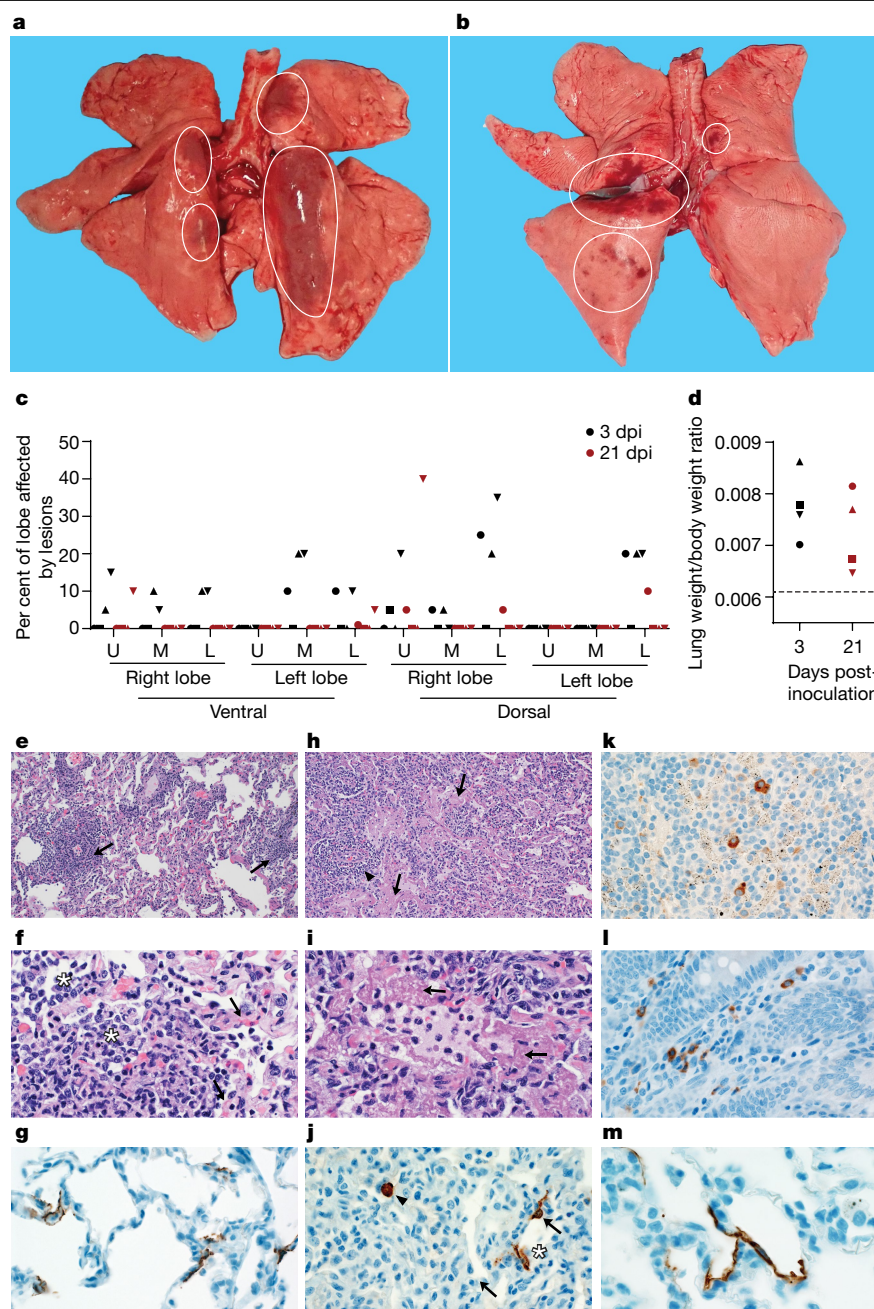 a
b
c
Per cent of lobe affected
by lesions
50
40
30
20
10
0
3 dpi
21 dpi
U M L U M L U M L U M L
Right lobe Left lobe Right lobe Left lobe
Ventral Dorsal
d
Lung weight/body weight ratio
0.009
0.008
0.007
0.006
3 21
Days post-
inoculation
e
h
k
f
i
l
*
*
g
j
m
*